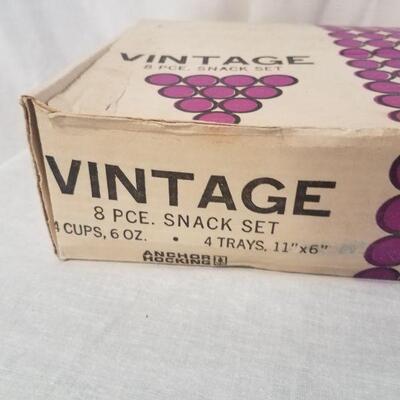 VINTAGE
8 PCE. SNACK SET
VINTAGE
8 PCE. SNACK SET
4 CUPS, 6 OZ. • 4 TRAYS, 11"x6"
ANCHOR
HOCKING